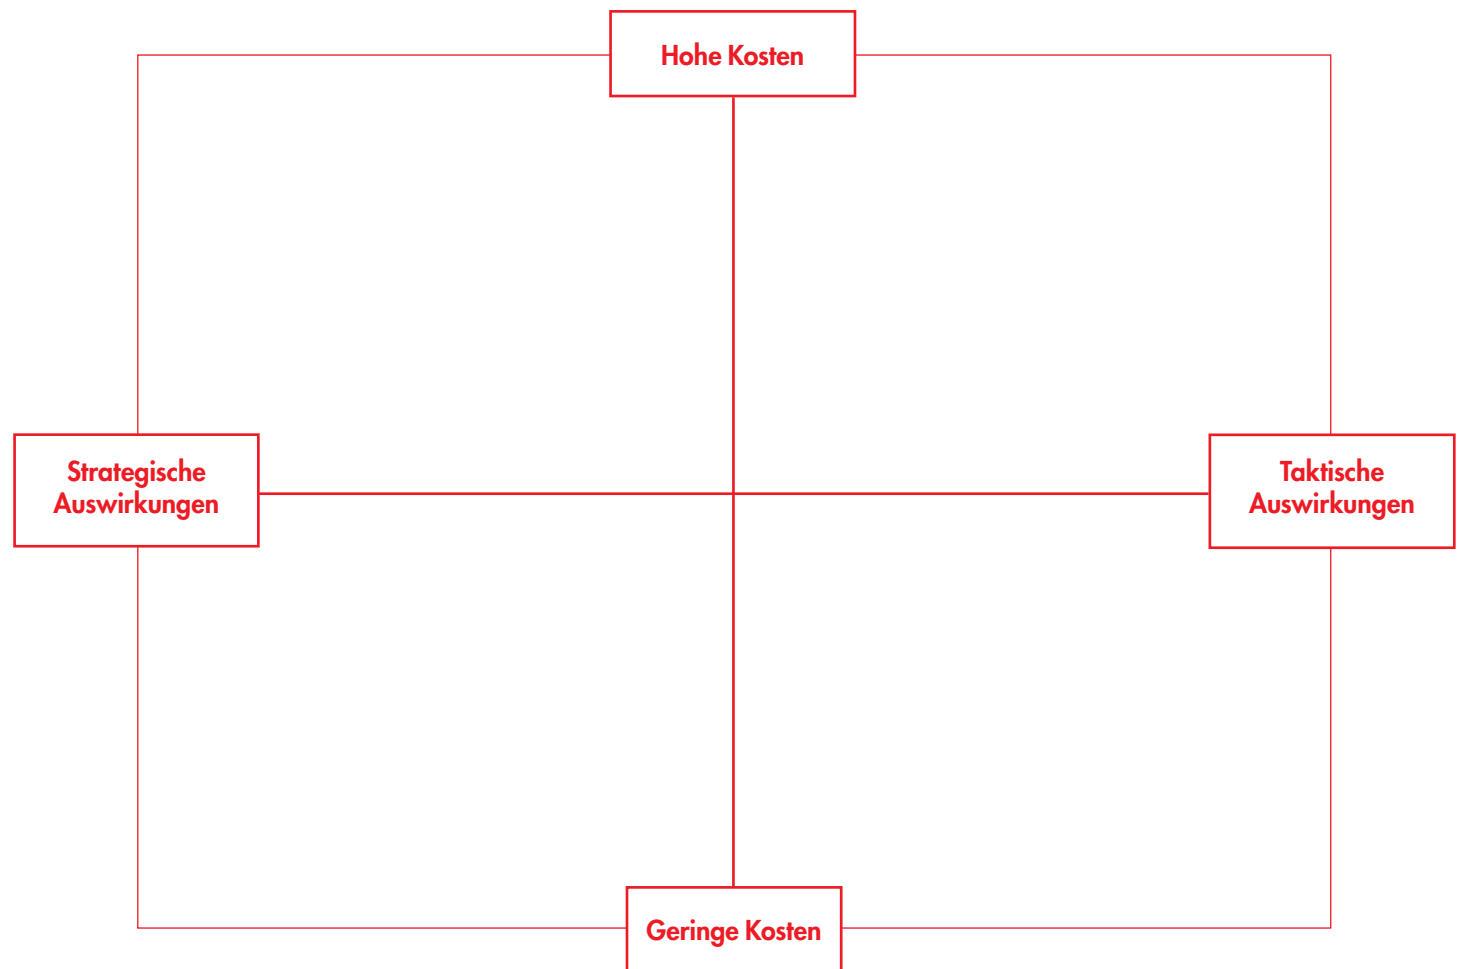 Hohe Kosten
Strategische
Auswirkungen
Taktische
Auswirkungen
Geringe Kosten